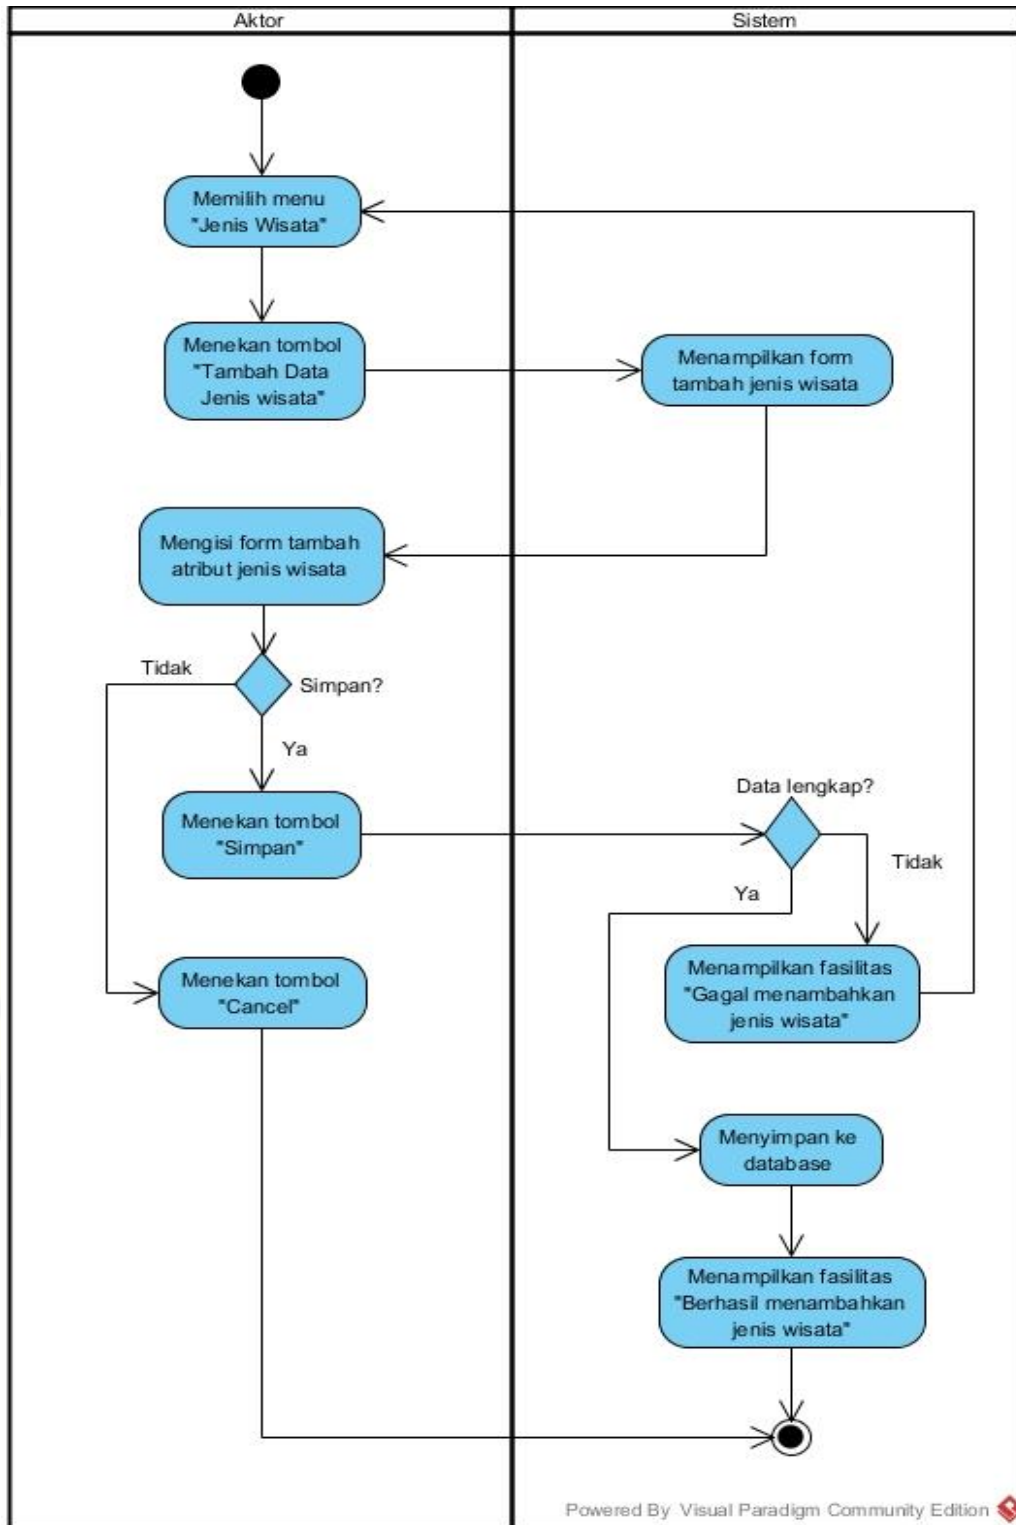 Aktor
Sistem
Memilih menu
"Jenis Wisata"
Menekan tombol
"Tambah Data
Jenis wisata"
Menampilkan form
tambah jenis wisata
Mengisi form tambah
atribut jenis wisata
Tidak
Simpan?
Ya
Menekan tombol
"Simpan"
Data lengkap?
Tidak
Ya
Menampilkan fasilitas
"Gagal menambahkan
jenis wisata"
Menekan tombol
"Cancel"
Menyimpan ke
database
Menampilkan fasilitas
"Berhasil menambahkan
jenis wisata"
Powered By Visual Paradigm Community Edition